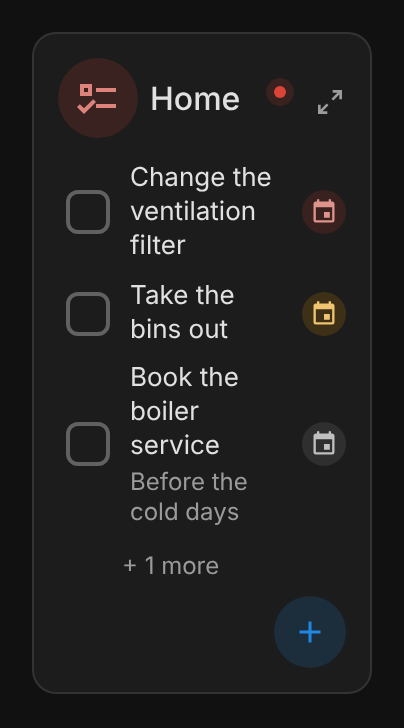 Home
Change the
ventilation
filter
Take the
bins out
Book the
boiler
service
Before the
cold days
+ 1 more